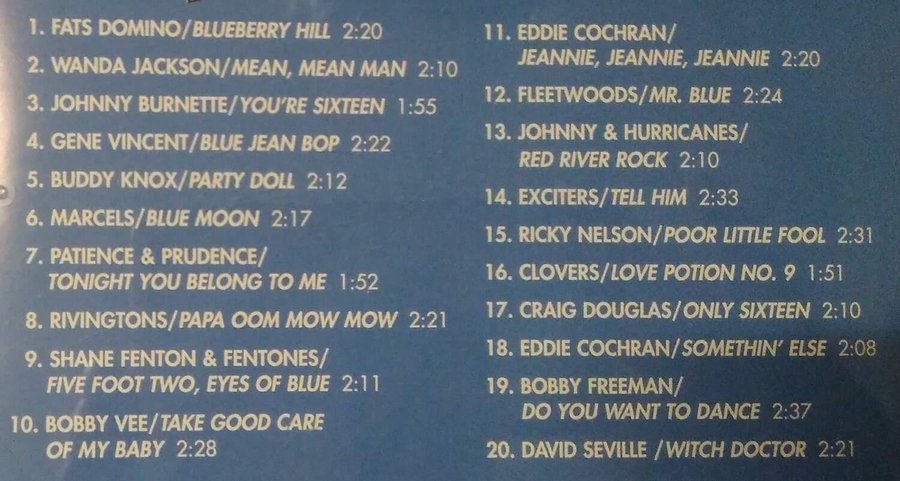 1. FATS DOMINO/BLUEBERRY HILL 2:20
2. WANDA JACKSON/MEAN, MEAN MAN 2:10
3. JOHNNY BURNETTE/YOU'RE SIXTEEN 1:55
4. GENE VINCENT/BLUE JEAN BOP 2:22
5. BUDDY KNOX/PARTY DOLL 2:12
6. MARCELS/BLUE MOON 2:17
7. PATIENCE & PRUDENCE/
TONIGHT YOU BELONG TO ME 1:52
8. RIVINGTONS/PAPA OOM MOW MOW 2:21
9. SHANE FENTON & FENTONES/
FIVE FOOT TWO, EYES OF BLUE 2:11
10. BOBBY VEE/TAKE GOOD CARE
OF MY BABY 2:28
11. EDDIE COCHRAN/
JEANNIE, JEANNIE, JEANNIE 2:20
12. FLEETWOODS/MR. BLUE 2:24
13. JOHNNY & HURRICANES/
RED RIVER ROCK 2:10
14. EXCITERS/TELL HIM 2:33
15. RICKY NELSON/POOR LITTLE FOOL 2:31
16. CLOVERS/LOVE POTION NO. 9 1:51
17. CRAIG DOUGLAS/ONLY SIXTEEN 2:10
18. EDDIE COCHRAN/SOMETHIN' ELSE 2:08
19. BOBBY FREEMAN/
DO YOU WANT TO DANCE 2:37
20. DAVID SEVILLE /WITCH DOCTOR 2:21